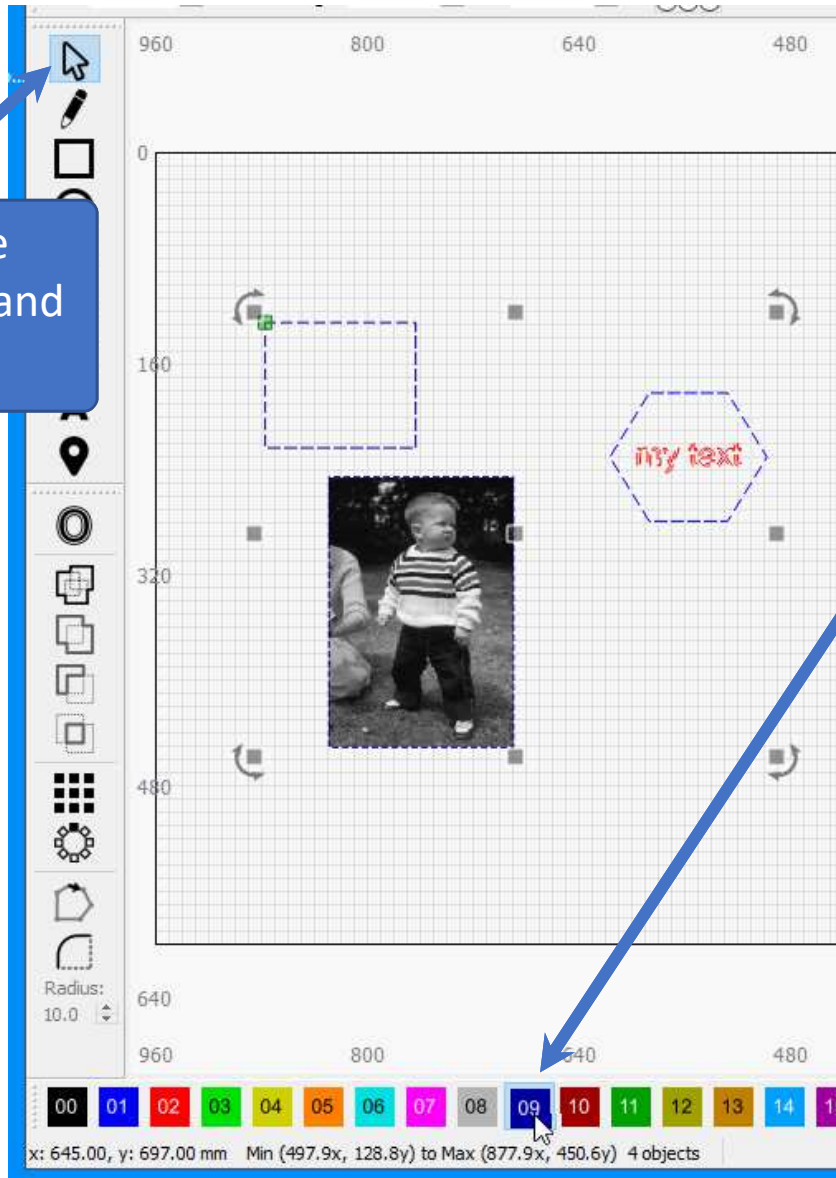 960 800 640 480
0
e
and
160
my text
320
480
Radius:
10.0
640
960 800 640 480
00 01 02 03 04 05 06 07 08 09 10 11 12 13 14 1
x: 645.00, y: 697.00 mm Min (497.9x, 128.8y) to Max (877.9x, 450.6y) 4 objects